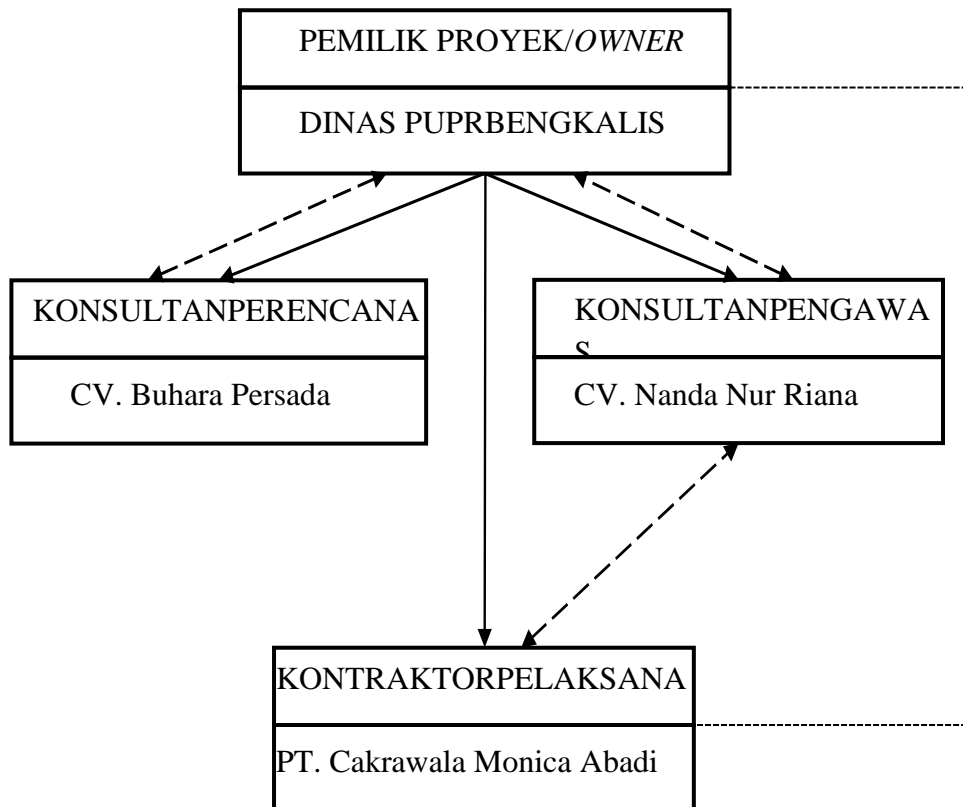 PEMILIK PROYEK/OWNER
DINAS PUPRBENGKALIS
KONSULTANPERENCANA
CV. Buhara Persada
KONSULTANPENGAWA
S
CV. Nanda Nur Riana
KONTRAKTORPELAKSANA
PT. Cakrawala Monica Abadi